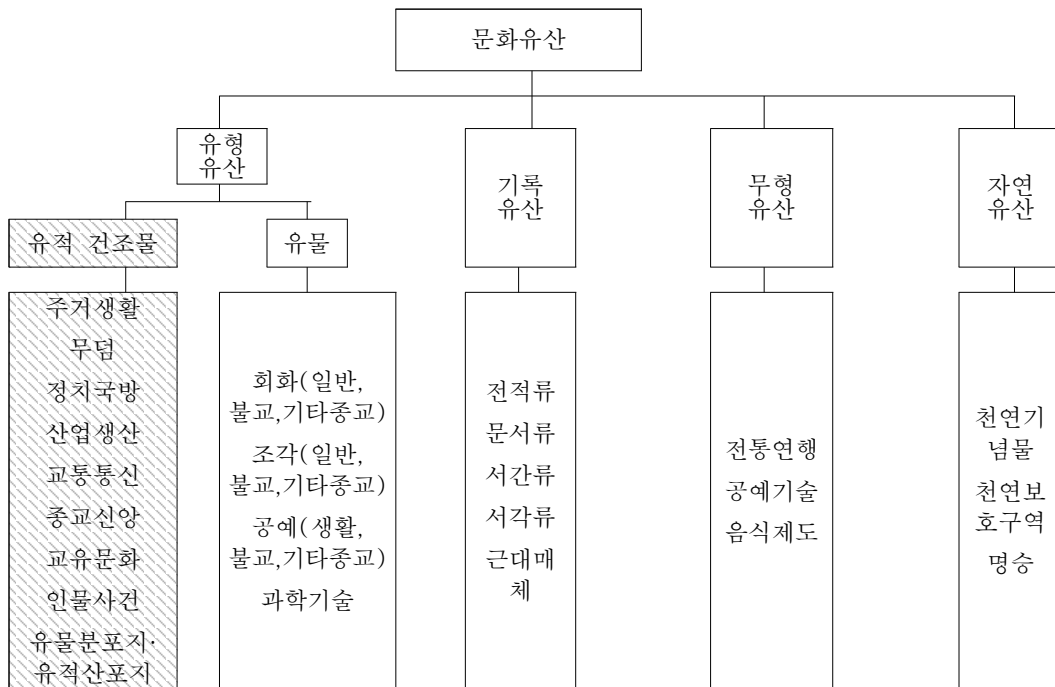 문화유산
유형
유산
기록
유산
무형
유산
자연
유산
유적 건조물
유물
주거생활
무덤
정치국방
산업생산
교통통신
종교신앙
교육문화
인물사건
유물분포지·
유적산포지
회화(일반,
불교,기타종교)
조각(일반,
불교,기타종교)
공예(생활,
불교,기타종교)
과학기술
전적류
문서류
서간류
서각류
근대매
체
전통연행
공예기술
음식제도
천연기
념물
천연보
호구역
명승